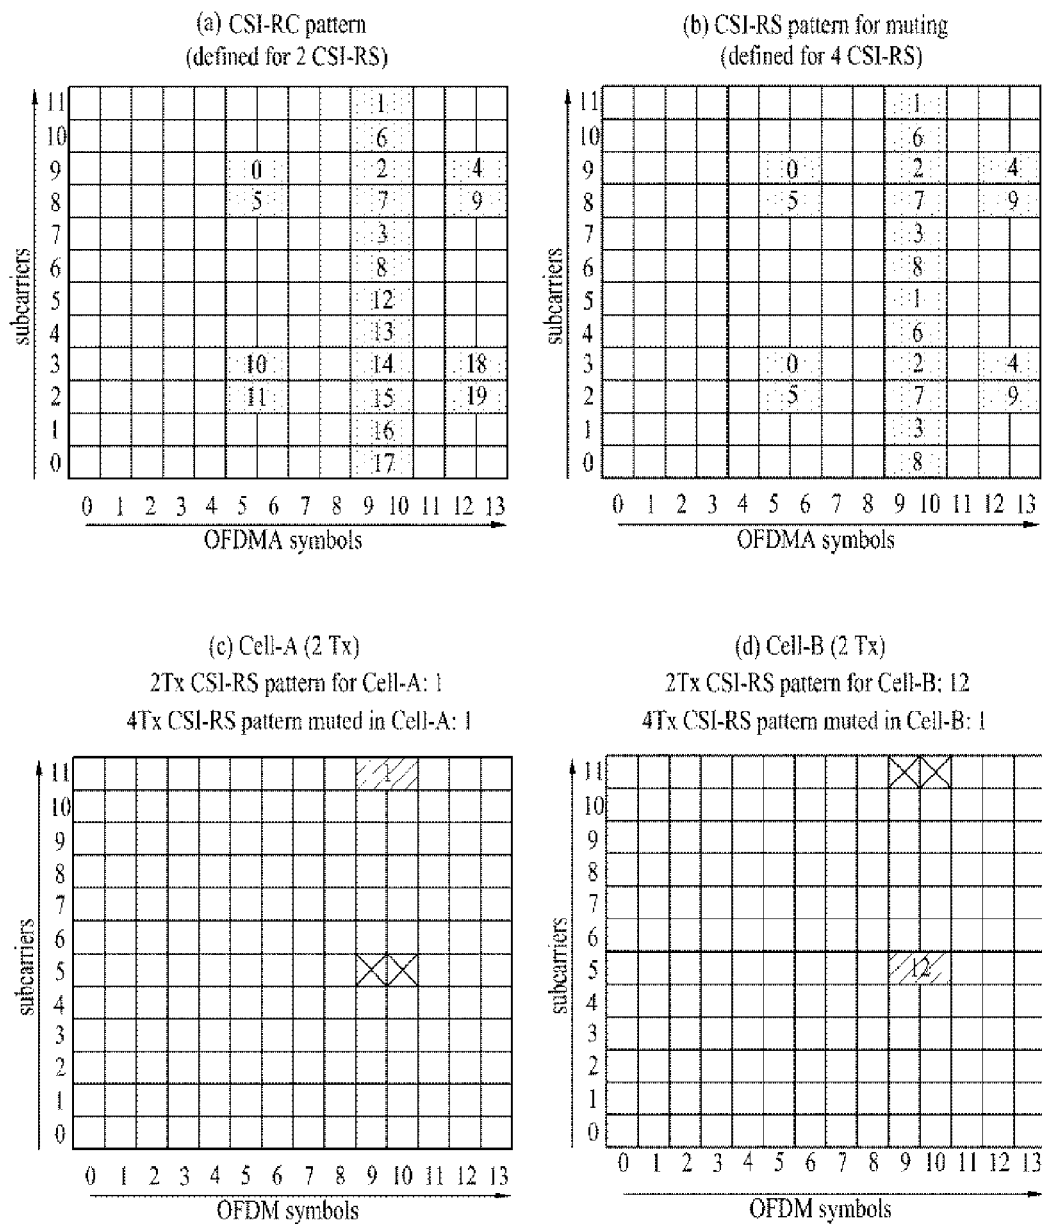 (a) CSI-RC pattern
(defined for 2 CSI-RS)
11 1
10 6
9 0 2 4
8 5 7 9
7 3
6 8
5 12
4 13
3 10 14 18
2 11 15 19
1 16
0 17
subcarriers
0 1 2 3 4 5 6 7 8 9 10 11 12 13
OFDMA symbols
(b) CSI-RS pattern for muting
(defined for 4 CSI-RS)
11 1
10 6
9 0 2 4
8 5 7 9
7 3
6 8
5 1
4 6
3 0 2 4
2 5 7 9
1 3
0 8
subcarriers
0 1 2 3 4 5 6 7 8 9 10 11 12 13
OFDMA symbols
(c) Cell-A (2 Tx)
2Tx CSI-RS pattern for Cell-A: 1
4Tx CSI-RS pattern muted in Cell-A: 1
11 1
10
9
8
7
6
5
4
3
2
1
0
subcarriers
0 1 2 3 4 5 6 7 8 9 10 11 12 13
OFDM symbols
(d) Cell-B (2 Tx)
2Tx CSI-RS pattern for Cell-B: 12
4Tx CSI-RS pattern muted in Cell-B: 1
11
10
9
8
7
6
5 12
4
3
2
1
0
subcarriers
0 1 2 3 4 5 6 7 8 9 10 11 12 13
OFDM symbols